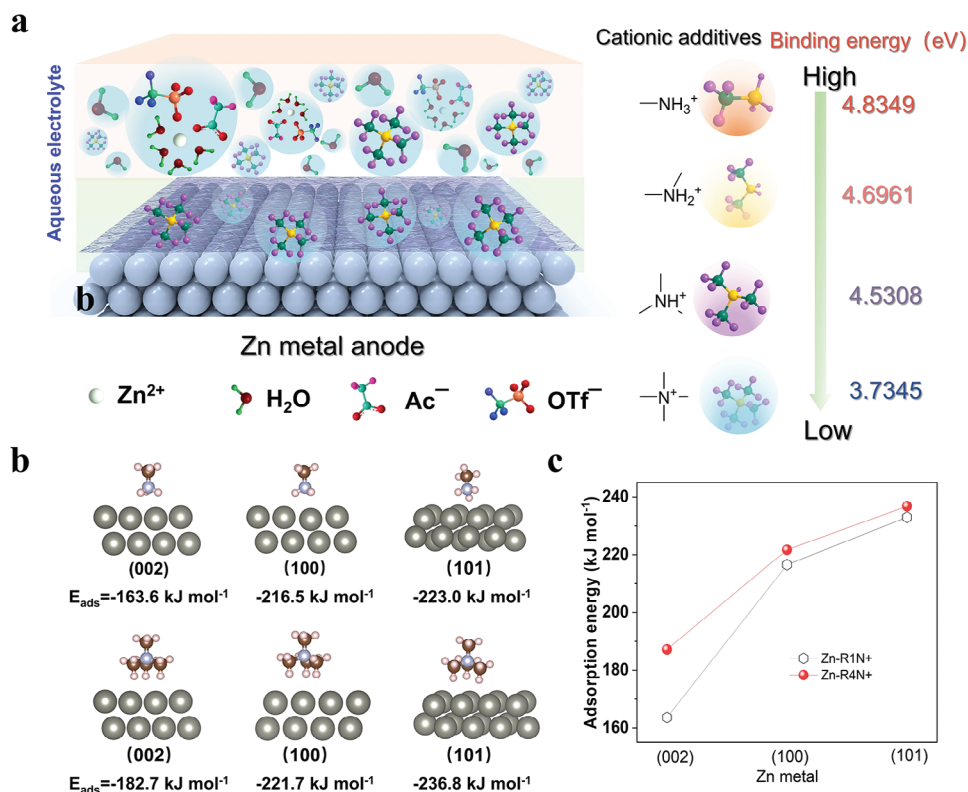 a
Aqueous electrolyte
b
Zn metal anode
Zn2+
H2O
Ac−
OTf−
Cationic additives
Binding energy (eV)
High
—NH3+
4.8349
—NH2+
4.6961
NH+
4.5308
N+
3.7345
Low
b
(002)
(100)
(101)
Eads=-163.6 kJ mol-1
-216.5 kJ mol-1
-223.0 kJ mol-1
(002)
(100)
(101)
Eads=-182.7 kJ mol-1
-221.7 kJ mol-1
-236.8 kJ mol-1
c
Adsorption energy (kJ mol-1)
240
220
200
180
160
Zn-R1N+
Zn-R4N+
(002)
(100)
(101)
Zn metal